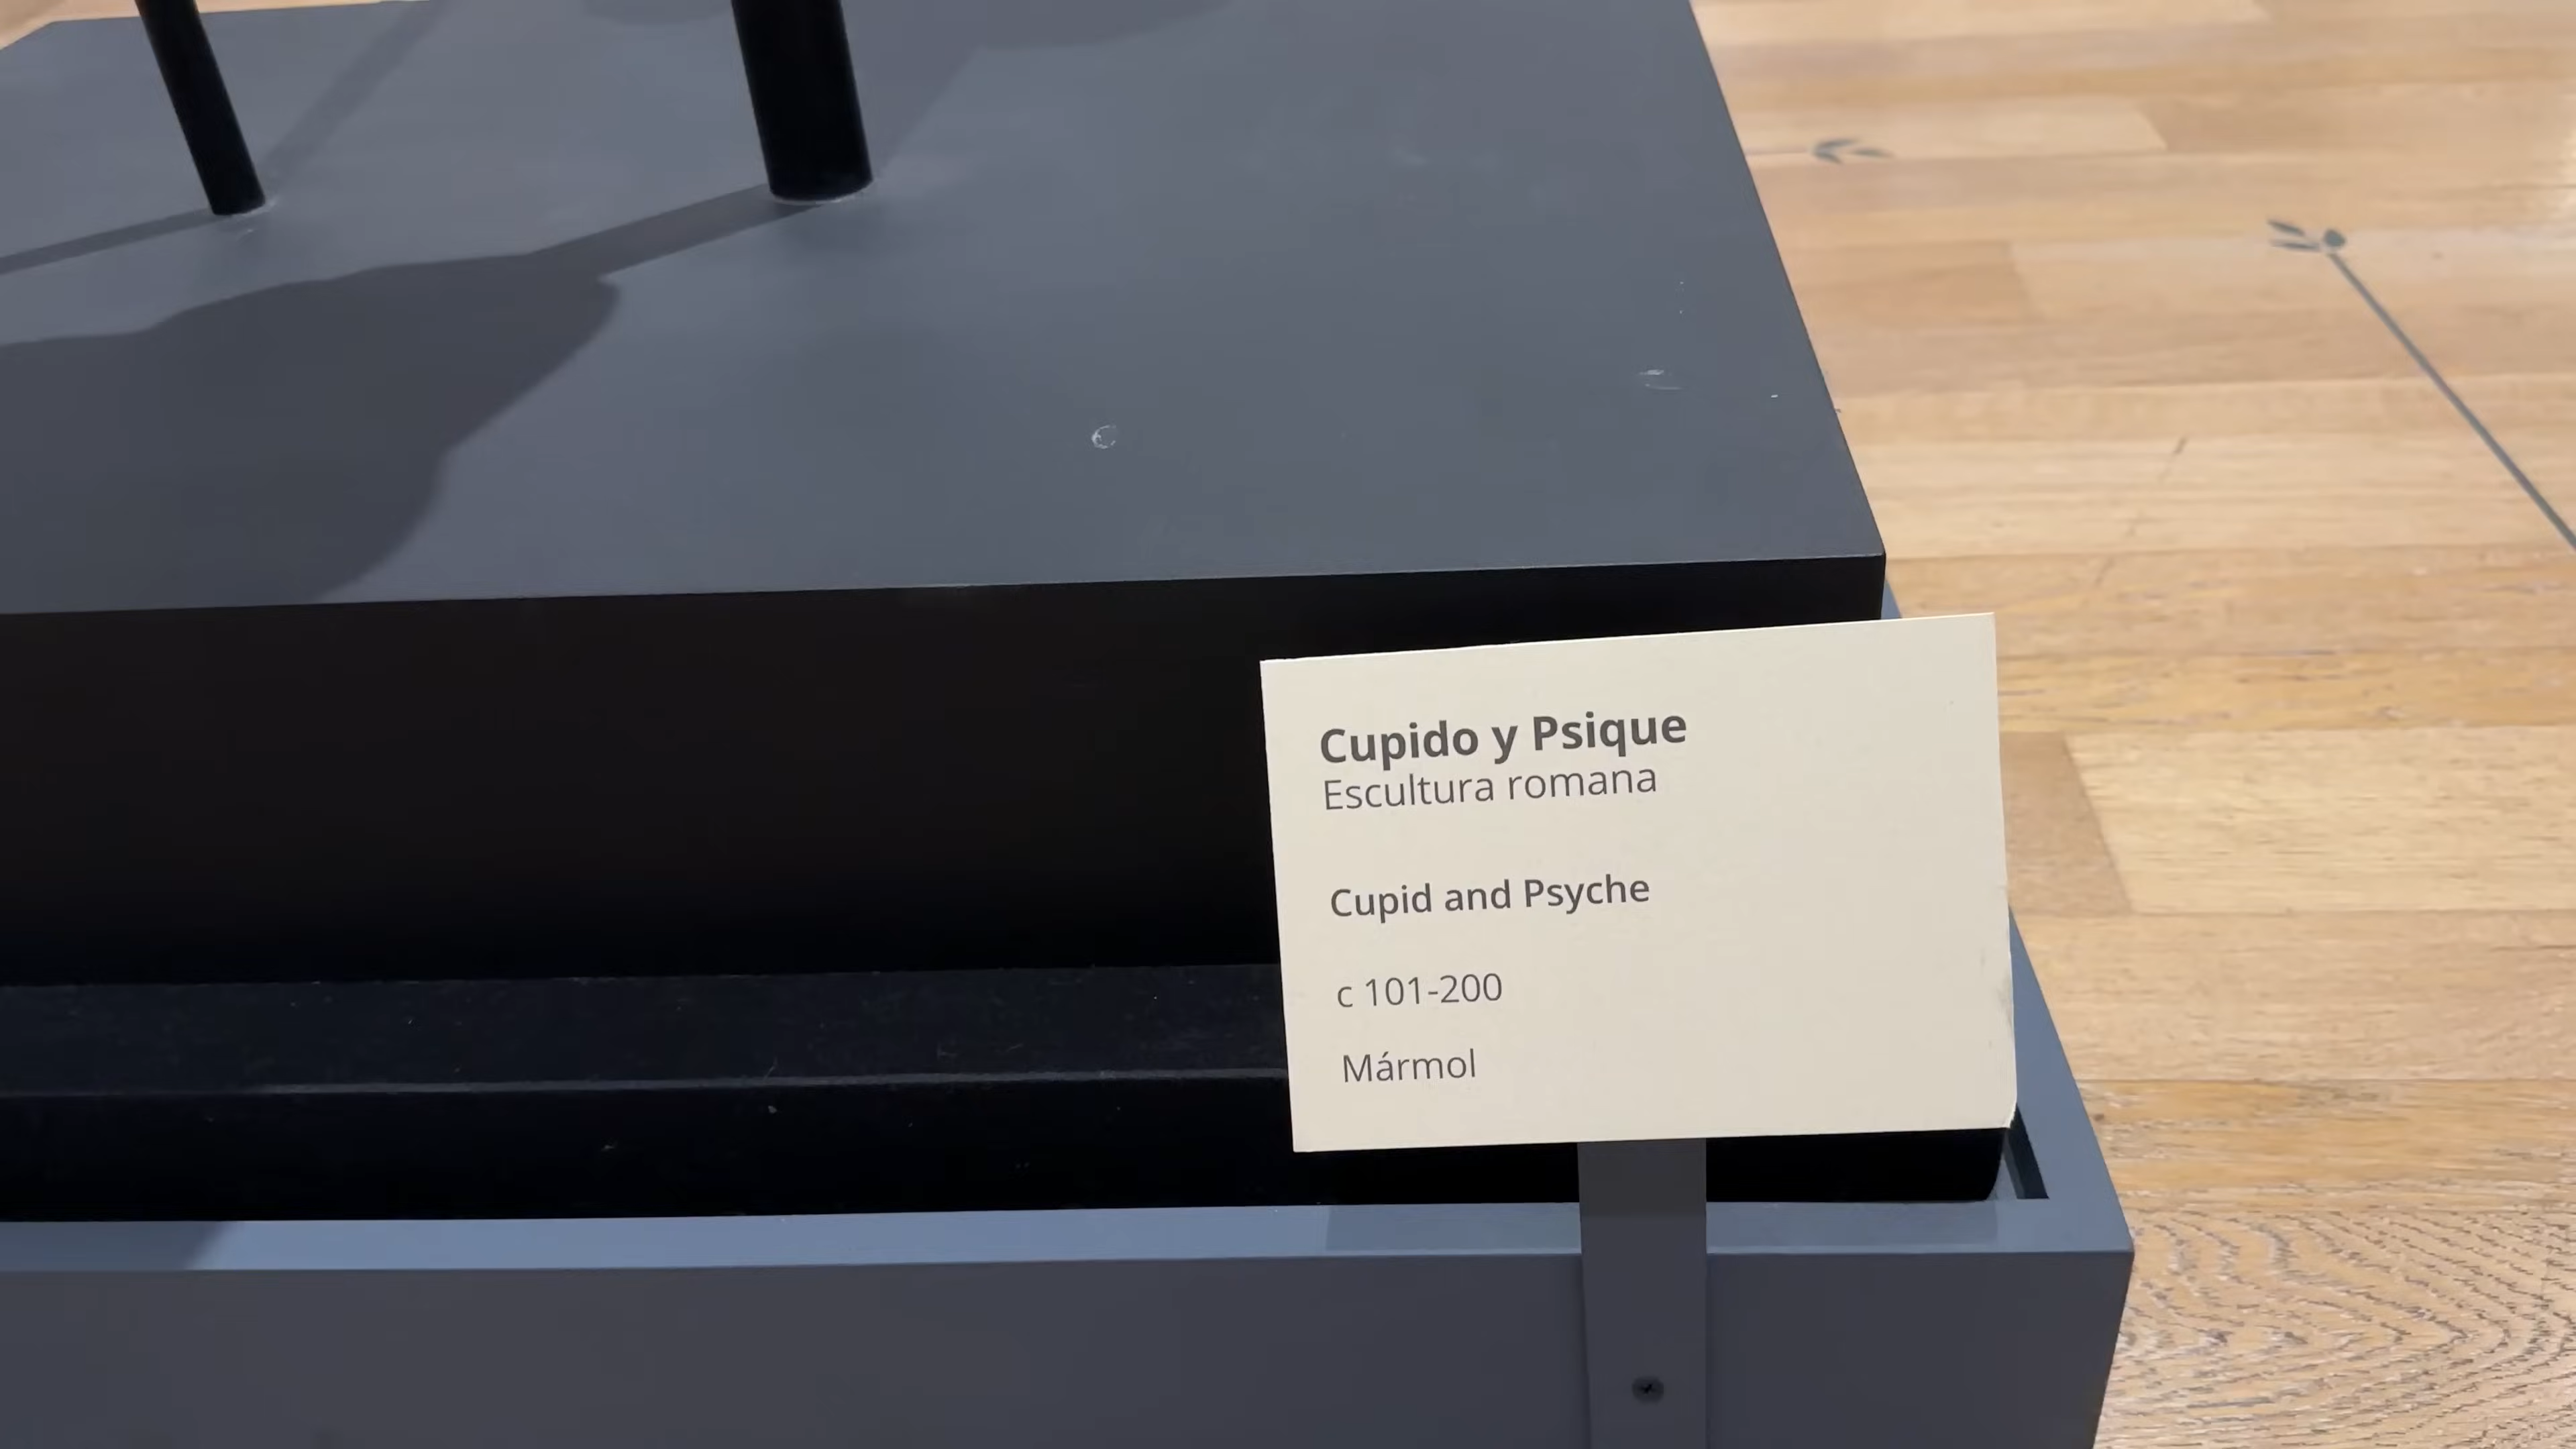 Cupido y Psique
Escultura romana
Cupid and Psyche
c 101-200
Mármol